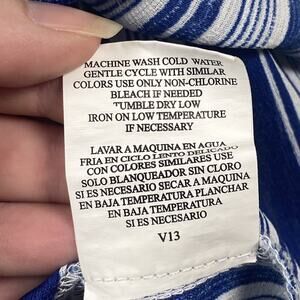 MACHINE WASH COLD WATER
GENTLE CYCLE WITH SIMILAR
COLORS USE ONLY NON-CHLORINE
BLEACH IF NEEDED
TUMBLE DRY LOW
IRON ON LOW TEMPERATURE
IF NECESSARY
LAVAR A MAQUINA EN AGUA
FRIA EN CICLO LENTO DELICADO
CON COLORES SIMILARES USE
SOLO BLANQUEADOR SIN CLORO
SI ES NECESARIO SECAR A MAQUINA
EN BAJA TEMPERATURA PLANCHAR
EN BAJA TEMPERATURA
SI ES NECESARIO
V13